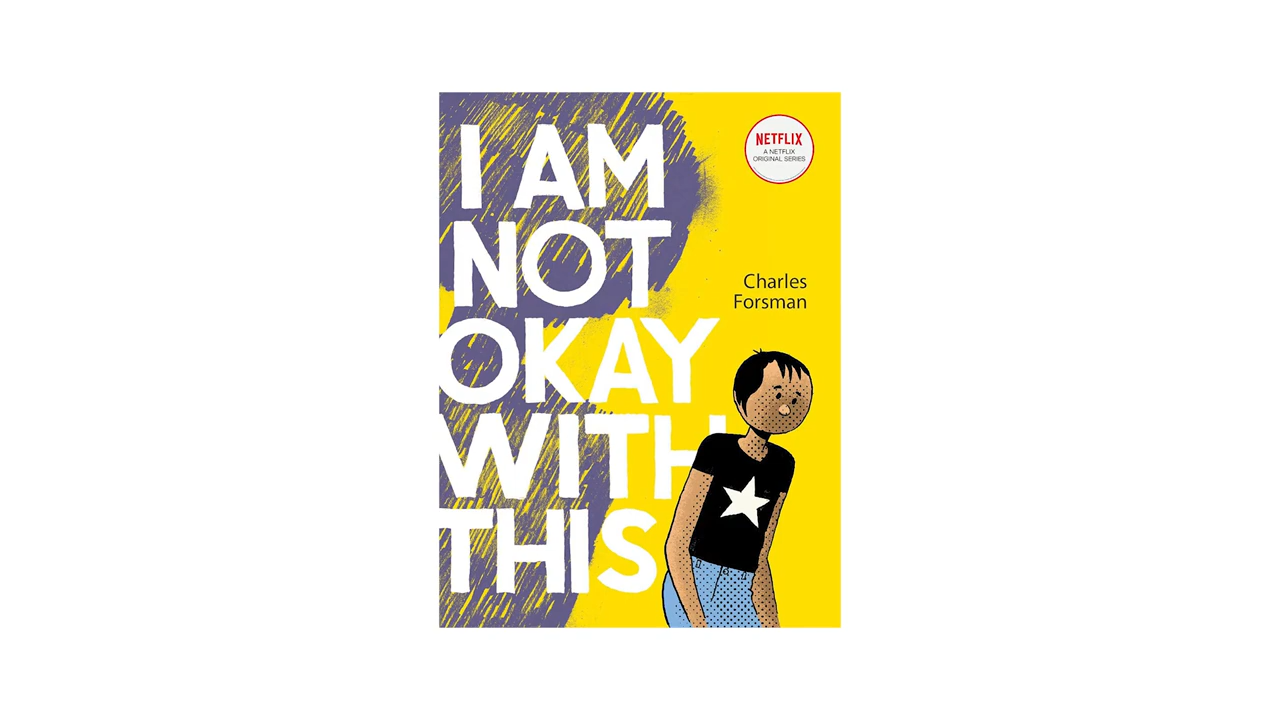 I AM
NOT
OKAY
WITH
THIS
NETFLIX
A NETFLIX
ORIGINAL SERIES
Charles
Forsman